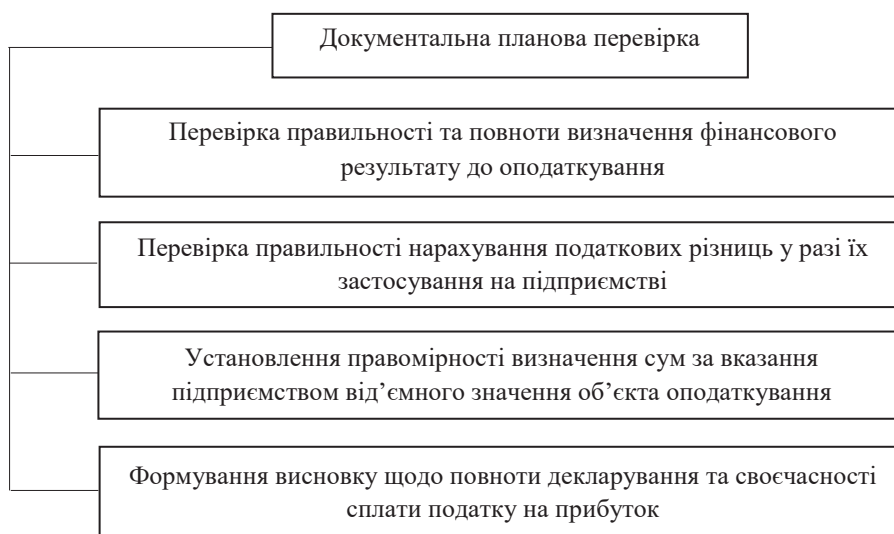 Документальна планова перевірка
Перевірка правильності та повноти визначення фінансового
результату до оподаткування
Перевірка правильності нарахування податкових різниць у разі їх
застосування на підприємстві
Установлення правомірності визначення сум за вказання
підприємством від’ємного значення об’єкта оподаткування
Формування висновку щодо повноти декларування та своєчасності
сплати податку на прибуток